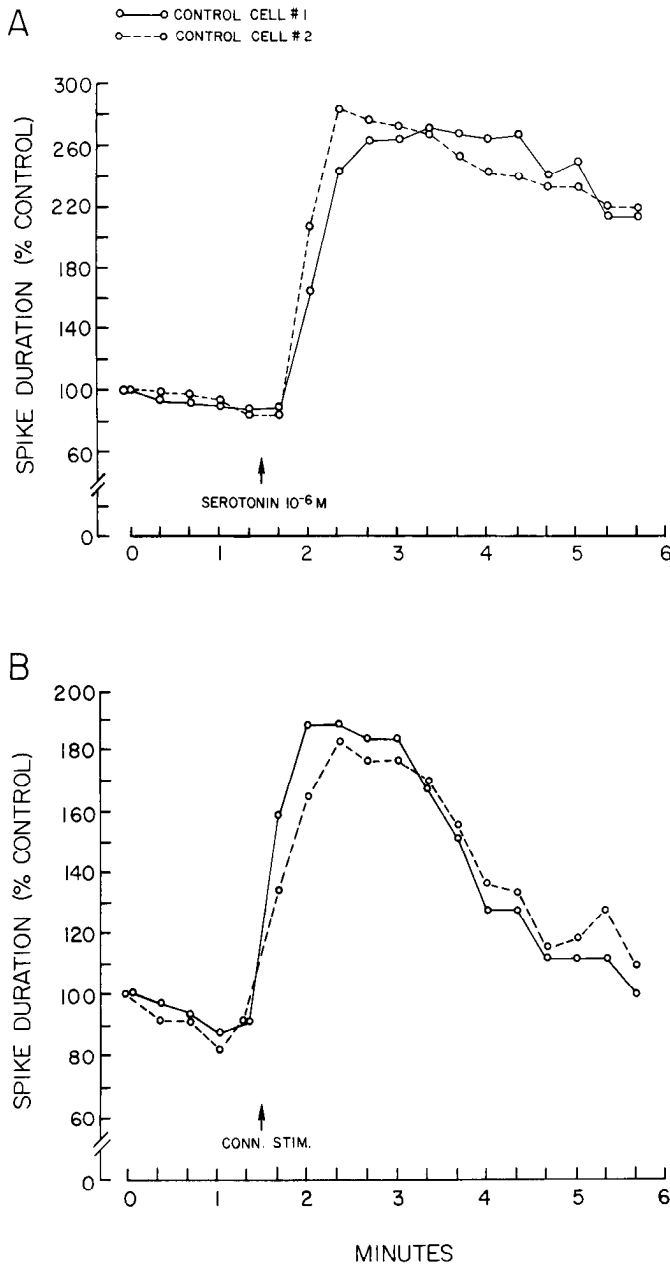 A
CONTROL CELL #1
CONTROL CELL #2
300
260
220
180
140
100
60
0
SPIKE DURATION (% CONTROL)
SEROTONIN 10⁻⁶ M
0 1 2 3 4 5 6
B
200
180
160
140
120
100
80
60
0
SPIKE DURATION (% CONTROL)
CONN. STIM.
0 1 2 3 4 5 6
MINUTES